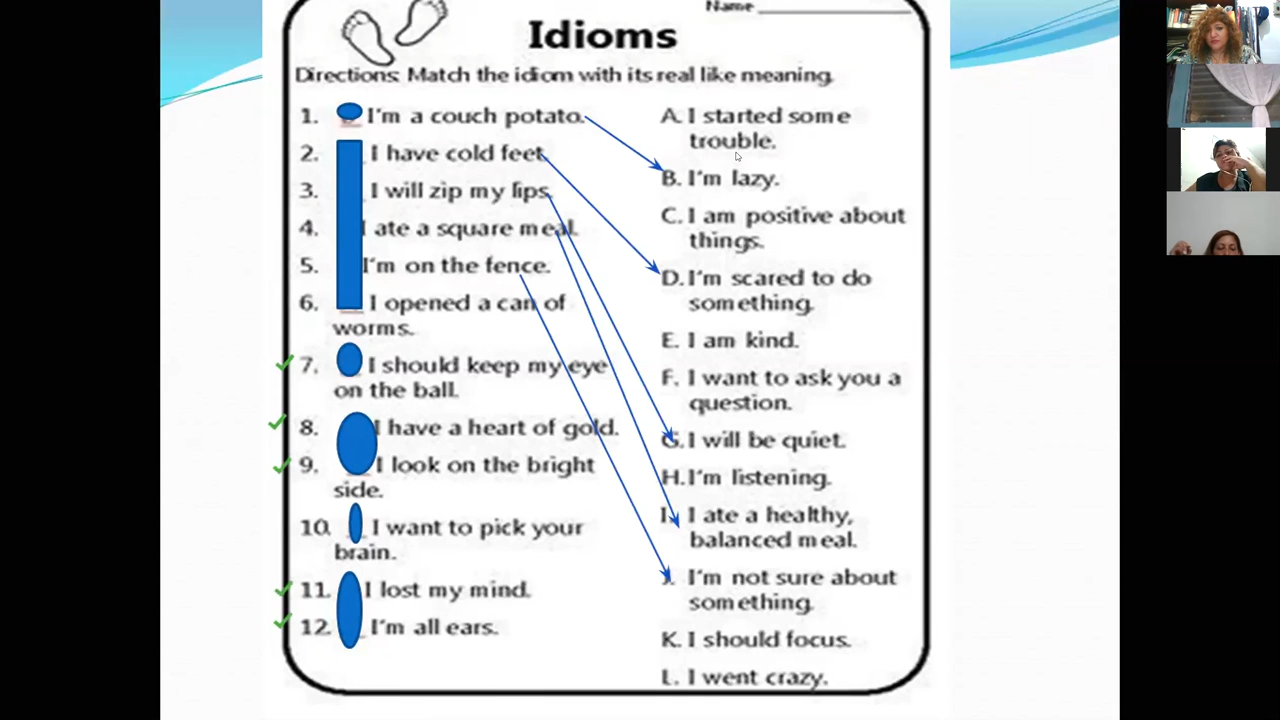 Name
Idioms
Directions: Match the idiom with its real like meaning.
1. I'm a couch potato.
2. I have cold feet.
3. I will zip my lips.
4. I ate a square meal.
5. I'm on the fence.
6. I opened a can of
worms.
7. I should keep my eye
on the ball.
8. I have a heart of gold.
9. I look on the bright
side.
10. I want to pick your
brain.
11. I lost my mind.
12. I'm all ears.
A. I started some
trouble.
B. I'm lazy.
C. I am positive about
things.
D. I'm scared to do
something.
E. I am kind.
F. I want to ask you a
question.
G. I will be quiet.
H. I'm listening.
I. I ate a healthy,
balanced meal.
J. I'm not sure about
something.
K. I should focus.
L. I went crazy.